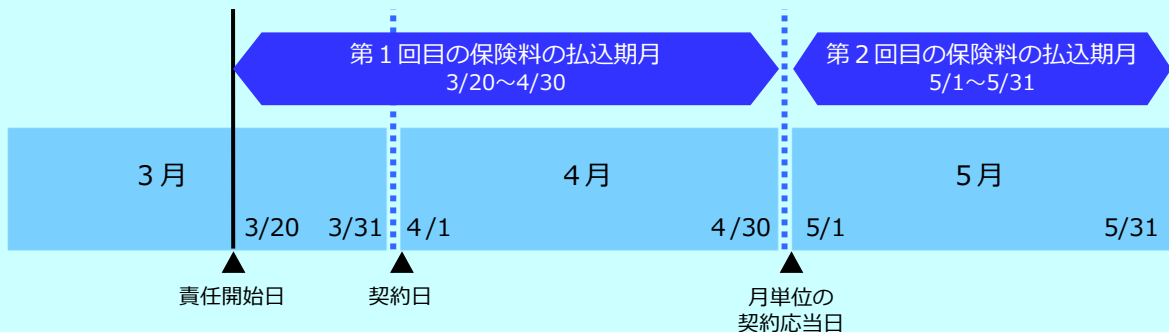 第１回目の保険料の払込期月
3/20～4/30
第２回目の保険料の払込期月
5/1～5/31
３月
４月
５月
3/20
3/31
4/1
4/30
5/1
5/31
責任開始日
契約日
月単位の
契約応当日